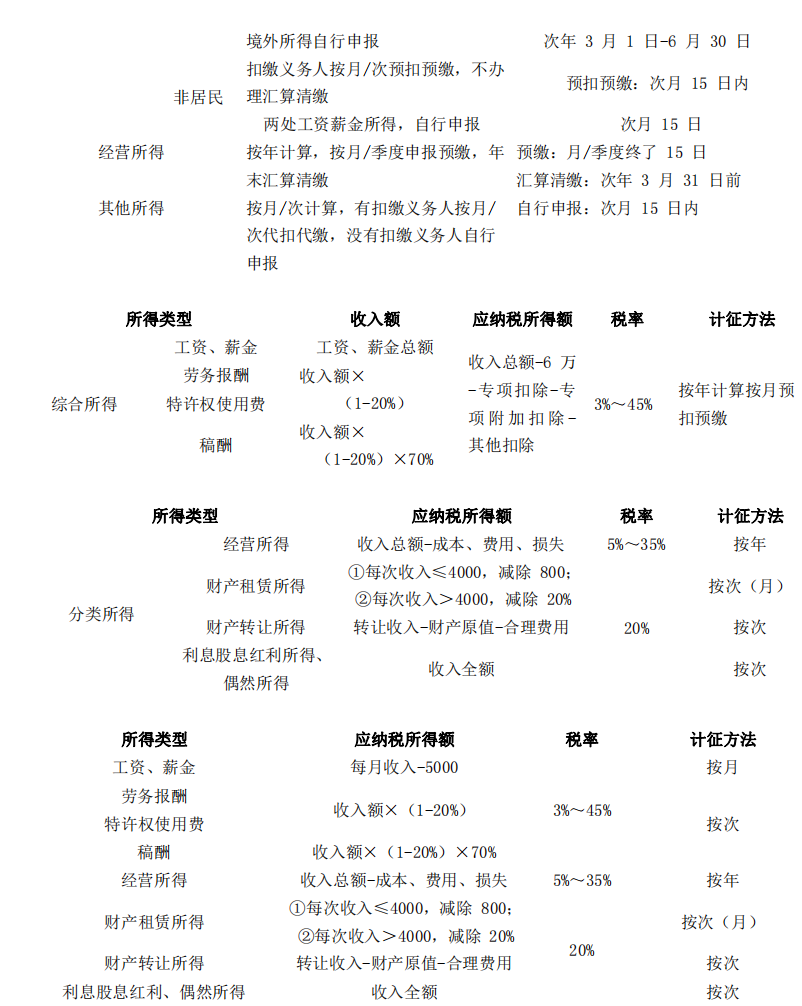 境外所得自行申报 次年 3 月 1 日-6 月 30 日
扣缴义务人按月/次预扣预缴，不办
非居民 理汇算清缴 预扣预缴：次月 15 日内
两处工资薪金所得，自行申报 次月 15 日
经营所得 按年计算，按月/季度申报预缴，年 预缴：月/季度终了 15 日
末汇算清缴 汇算清缴：次年 3 月 31 日前
其他所得 按月/次计算，有扣缴义务人按月/ 自行申报：次月 15 日内
次代扣代缴，没有扣缴义务人自行
申报
所得类型 收入额 应纳税所得额 税率 计征方法
工资、薪金 工资、薪金总额
劳务报酬 收入额×
（1-20%）
综合所得 特许权使用费
稿酬 收入额×
（1-20%）×70%
收入总额-6 万
-专项扣除-专
项附加扣除-
其他扣除
3%～45%
按年计算按月预
扣预缴
所得类型 应纳税所得额 税率 计征方法
经营所得 收入总额-成本、费用、损失 5%～35% 按年
财产租赁所得 ①每次收入≤4000，减除 800； 按次（月）
②每次收入＞4000，减除 20%
分类所得
财产转让所得 转让收入-财产原值-合理费用 20% 按次
利息股息红利所得、
偶然所得 收入全额 按次
所得类型 应纳税所得额 税率 计征方法
工资、薪金 每月收入-5000 按月
劳务报酬
收入额×（1-20%） 3%～45%
特许权使用费 按次
稿酬 收入额×（1-20%）×70%
经营所得 收入总额-成本、费用、损失 5%～35% 按年
财产租赁所得 ①每次收入≤4000，减除 800； 按次（月）
②每次收入＞4000，减除 20%
20%
财产转让所得 转让收入-财产原值-合理费用 按次
利息股息红利、偶然所得 收入全额 按次